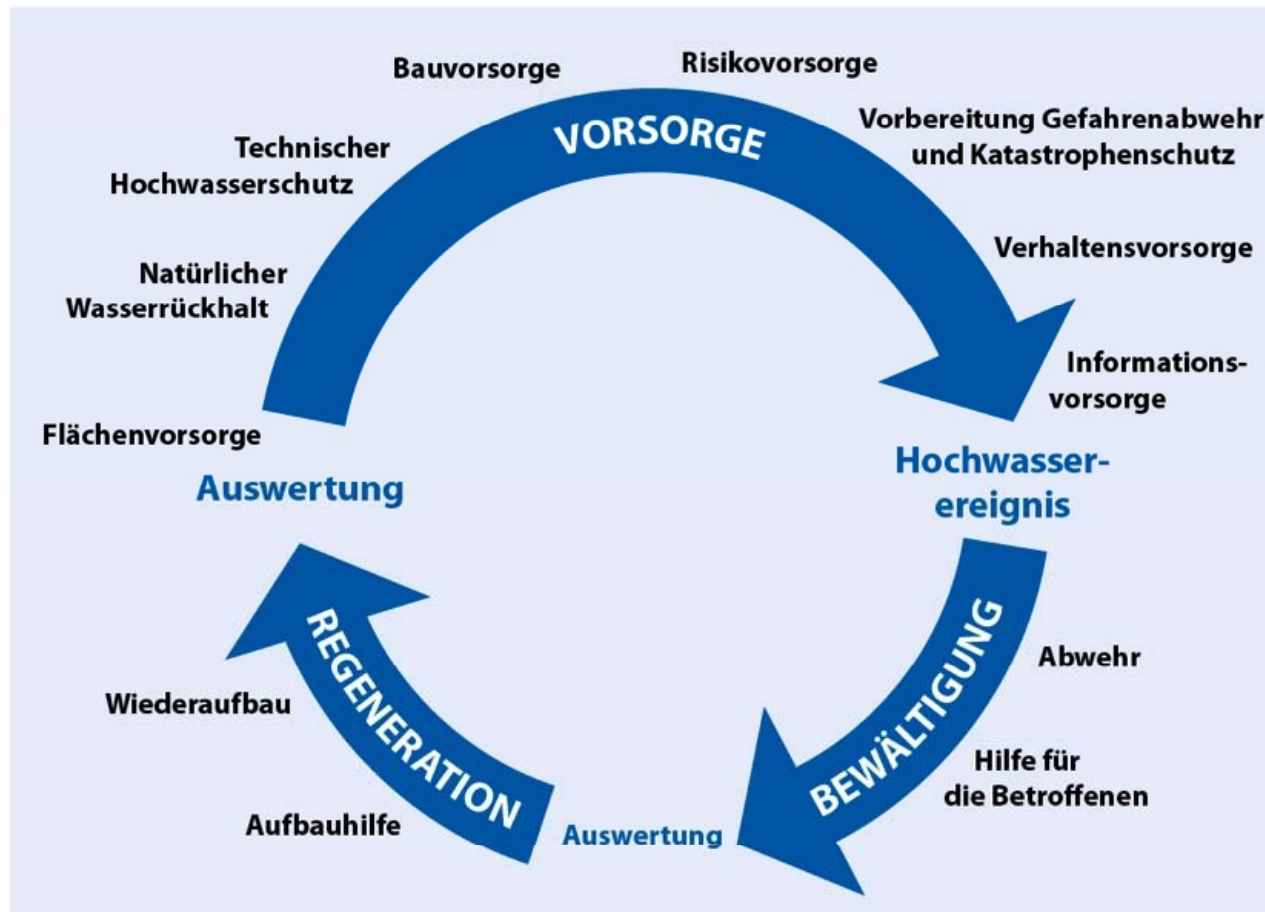 Bauvorsorge
Risikovorsorge
VORSORGE
Technischer
Hochwasserschutz
Vorbereitung Gefahrenabwehr
und Katastrophenschutz
Natürlicher
Wasserrückhalt
Verhaltensvorsorge
Informations-
vorsorge
Flächenvorsorge
Auswertung
Hochwasser-
ereignis
REGENERATION
BEWÄLTIGUNG
Abwehr
Wiederaufbau
Hilfe für
die Betroffenen
Aufbauhilfe
Auswertung